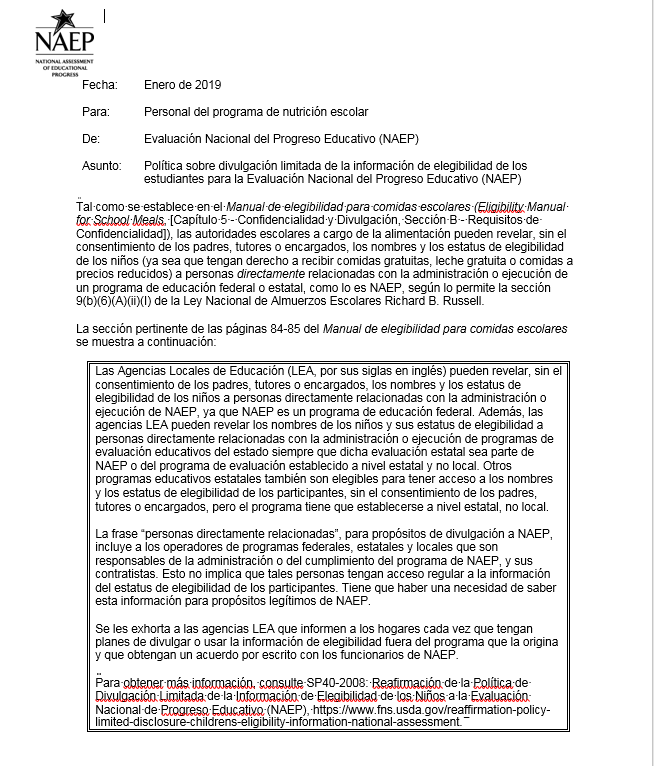 NAEP
NATIONAL ASSESSMENT
OF EDUCATIONAL
PROGRESS
Fecha: Enero de 2019
Para: Personal del programa de nutrición escolar
De: Evaluación Nacional del Progreso Educativo (NAEP)
Asunto: Política sobre divulgación limitada de la información de elegibilidad de los
estudiantes para la Evaluación Nacional del Progreso Educativo (NAEP)
Tal como se establece en el Manual de elegibilidad para comidas escolares (Eligibility Manual
for School Meals, [Capítulo 5 - Confidencialidad y Divulgación, Sección B - Requisitos de
Confidencialidad]), las autoridades escolares a cargo de la alimentación pueden revelar, sin el
consentimiento de los padres, tutores o encargados, los nombres y los estatus de elegibilidad
de los niños (ya sea que tengan derecho a recibir comidas gratuitas, leche gratuita o comidas a
precios reducidos) a personas directamente relacionadas con la administración o ejecución de
un programa de educación federal o estatal, como lo es NAEP, según lo permite la sección
9(b)(6)(A)(ii)(I) de la Ley Nacional de Almuerzos Escolares Richard B. Russell.
La sección pertinente de las páginas 84-85 del Manual de elegibilidad para comidas escolares
se muestra a continuación:
Las Agencias Locales de Educación (LEA, por sus siglas en inglés) pueden revelar, sin el
consentimiento de los padres, tutores o encargados, los nombres y los estatus de
elegibilidad de los niños a personas directamente relacionadas con la administración o
ejecución de NAEP, ya que NAEP es un programa de educación federal. Además, las
agencias LEA pueden revelar los nombres de los niños y sus estatus de elegibilidad a
personas directamente relacionadas con la administración o ejecución de programas de
evaluación educativos del estado siempre que dicha evaluación estatal sea parte de
NAEP o del programa de evaluación establecido a nivel estatal y no local. Otros
programas educativos estatales también son elegibles para tener acceso a los nombres
y los estatus de elegibilidad de los participantes, sin el consentimiento de los padres,
tutores o encargados, pero el programa tiene que establecerse a nivel estatal, no local.
La frase “personas directamente relacionadas”, para propósitos de divulgación a NAEP,
incluye a los operadores de programas federales, estatales y locales que son
responsables de la administración o del cumplimiento del programa de NAEP, y sus
contratistas. Esto no implica que tales personas tengan acceso regular a la información
del estatus de elegibilidad de los participantes. Tiene que haber una necesidad de saber
esta información para propósitos legítimos de NAEP.
Se les exhorta a las agencias LEA que informen a los hogares cada vez que tengan
planes de divulgar o usar la información de elegibilidad fuera del programa que la origina
y que obtengan un acuerdo por escrito con los funcionarios de NAEP.
Para obtener más información, consulte SP40-2008: Reafirmación de la Política de
Divulgación Limitada de la Información de Elegibilidad de los Niños a la Evaluación
Nacional de Progreso Educativo (NAEP), https://www.fns.usda.gov/reaffirmation-policy-
limited-disclosure-childrens-eligibility-information-national-assessment.